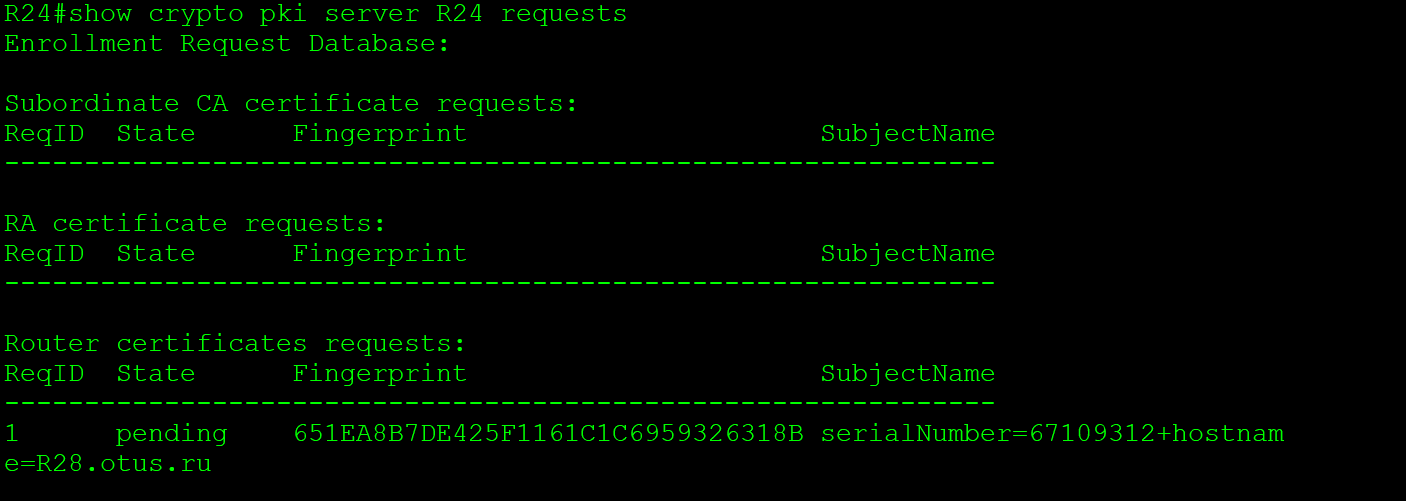 R24#show crypto pki server R24 requests
Enrollment Request Database:
Subordinate CA certificate requests:
ReqID  State      Fingerprint                      SubjectName
--------------------------------------------------------------
RA certificate requests:
ReqID  State      Fingerprint                      SubjectName
--------------------------------------------------------------
Router certificates requests:
ReqID  State      Fingerprint                      SubjectName
--------------------------------------------------------------
1      pending    651EA8B7DE425F1161C1C6959326318B serialNumber=67109312+hostnam
e=R28.otus.ru